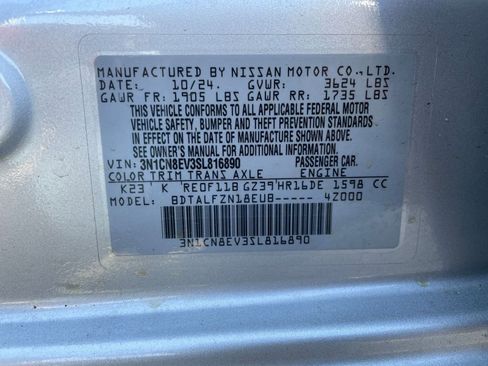 MANUFACTURED BY NISSAN MOTOR CO., LTD.
DATE: 10/24. GVWR: 3624 LBS
GAWR FR: 1905 LBS GAWR RR: 1735 LBS
THIS VEHICLE CONFORMS TO ALL APPLICABLE FEDERAL MOTOR
VEHICLE SAFETY, BUMPER AND THEFT PREVENTION STANDARDS
IN EFFECT ON THE DATE OF MANUFACTURE SHOWN ABOVE.
SEE OWNER'S MANUAL FOR ADDITIONAL INFORMATION.
VIN: 3N1CN8EV3SL816890 PASSENGER CAR.
COLOR TRIM TRANS AXLE ENGINE
K23 K RE0F11B GZ39 HR16DE 1598 CC
MODEL: BDTALFZN18EUB----- 4Z000
3N1CN8EV3SL816890